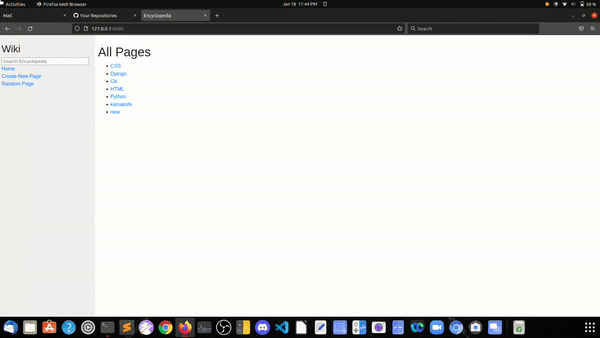 Activities
Firefox Web Browser
Jan 18 11:44 PM
59 %
Mail
Your Repositories
Encyclopedia
127.0.0.1:8000
Search
Wiki
Search Encyclopedia
Home
Create New Page
Random Page
All Pages
CSS
Django
Git
HTML
Python
kamakshi
new